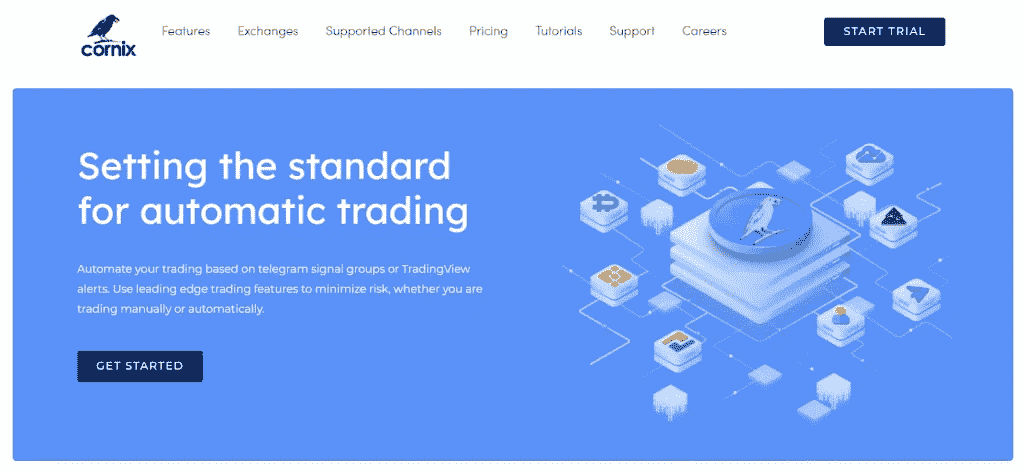 cornix
Features Exchanges Supported Channels Pricing Tutorials Support Careers
START TRIAL
Setting the standard
for automatic trading
Automate your trading based on telegram signal groups or TradingView
alerts. Use leading edge trading features to minimize risk, whether you are
trading manually or automatically.
GET STARTED